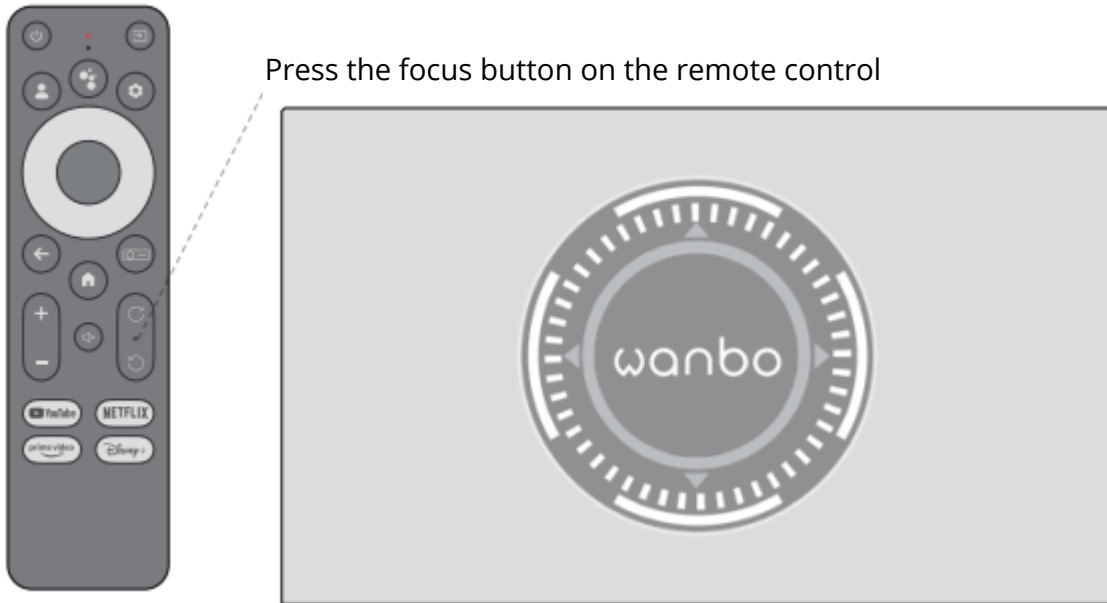 Press the focus button on the remote control
wanbo
YouTube
NETFLIX
prime video
Disney+